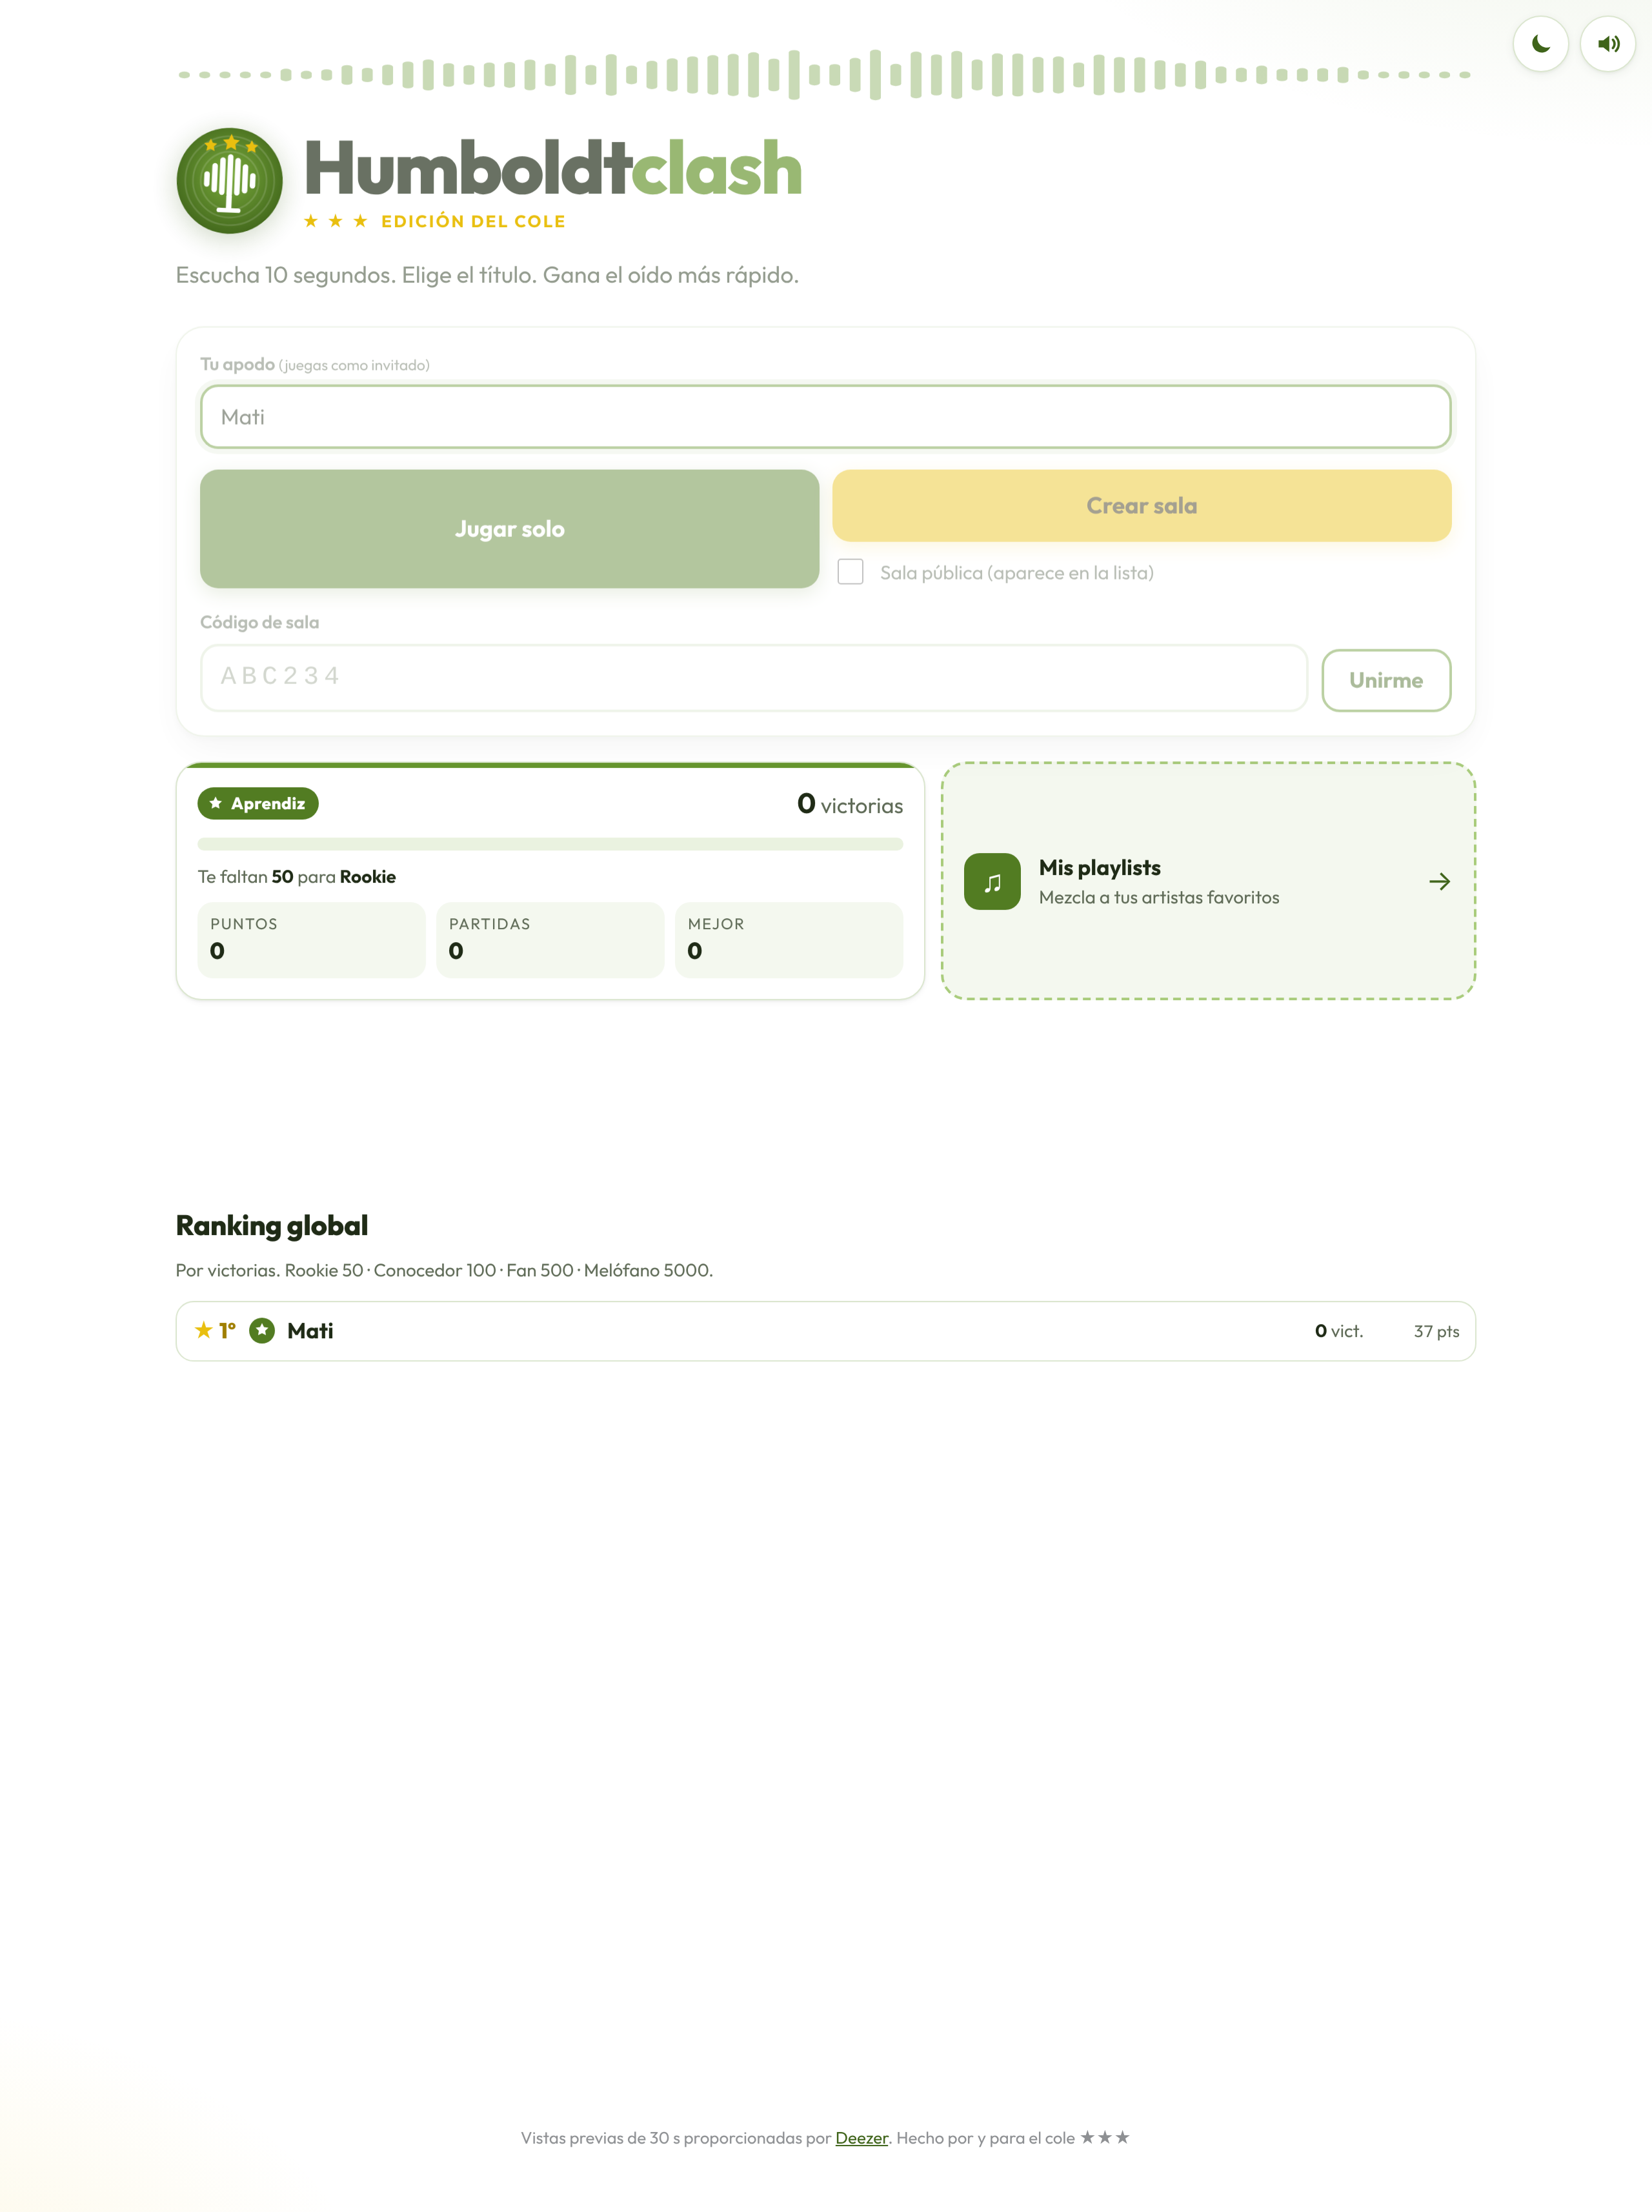 Humboldtclash
★ ★ ★ EDICIÓN DEL COLE
Escucha 10 segundos. Elige el título. Gana el oído más rápido.
Tu apodo (juegas como invitado)
Mati
Jugar solo
Crear sala
Sala pública (aparece en la lista)
Código de sala
ABC234
Unirme
★ Aprendiz
0 victorias
Te faltan 50 para Rookie
PUNTOS
0
PARTIDAS
0
MEJOR
0
Mis playlists
Mezcla a tus artistas favoritos
Ranking global
Por victorias. Rookie 50 · Conocedor 100 · Fan 500 · Melófano 5000.
★ 1° Mati 0 vict. 37 pts
Vistas previas de 30 s proporcionadas por Deezer. Hecho por y para el cole ★★★